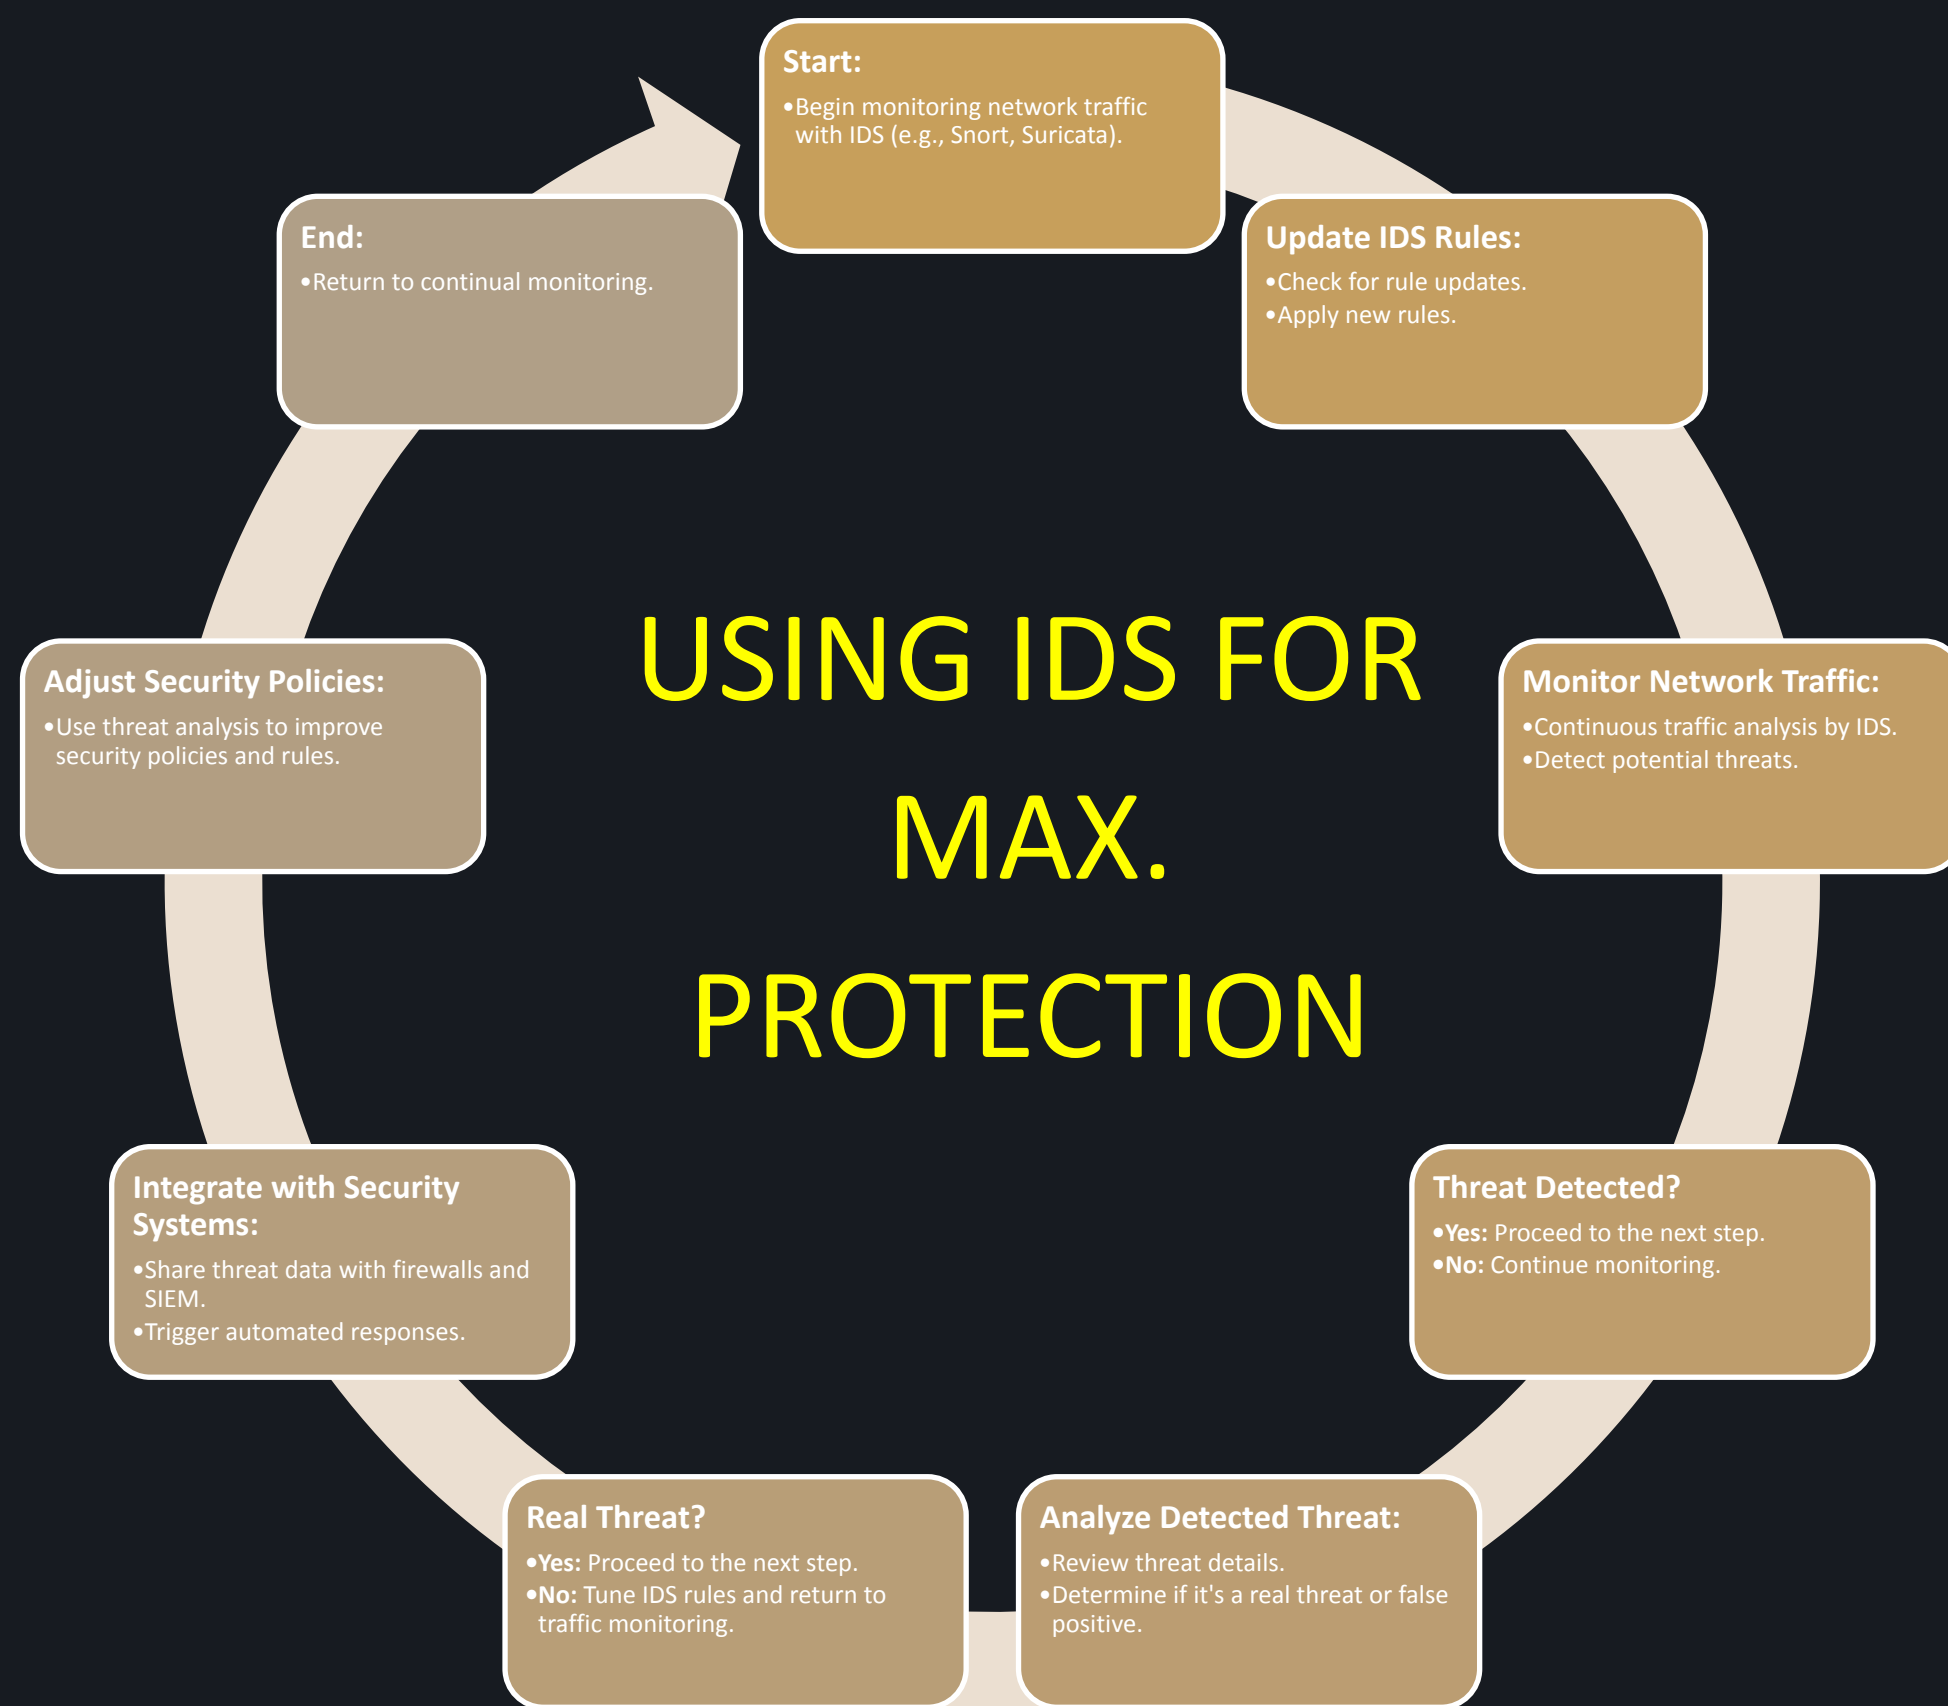 Start:
•Begin monitoring network traffic
with IDS (e.g., Snort, Suricata).
Update IDS Rules:
•Check for rule updates.
•Apply new rules.
Monitor Network Traffic:
•Continuous traffic analysis by IDS.
•Detect potential threats.
Threat Detected?
•Yes: Proceed to the next step.
•No: Continue monitoring.
Analyze Detected Threat:
•Review threat details.
•Determine if it's a real threat or false
positive.
Real Threat?
•Yes: Proceed to the next step.
•No: Tune IDS rules and return to
traffic monitoring.
Integrate with Security
Systems:
•Share threat data with firewalls and
SIEM.
•Trigger automated responses.
Adjust Security Policies:
•Use threat analysis to improve
security policies and rules.
End:
•Return to continual monitoring.
USING IDS FOR
MAX.
PROTECTION